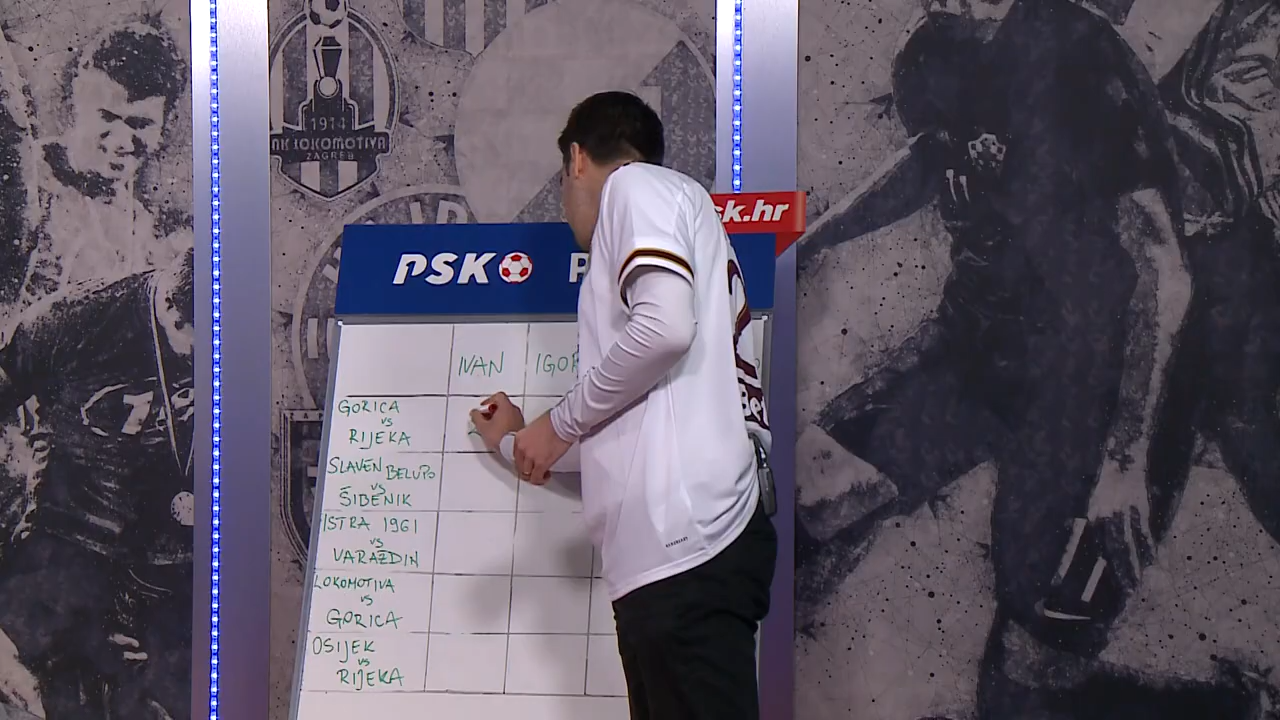 1914
NK LOKOMOTIVA
ZAGREB
sk.hr
PSK
IVAN IGOR
GORICA
vs
RIJEKA
SLAVEN BELUPO
vs
ŠIBENIK
ISTRA 1961
vs
VARAŽDIN
LOKOMOTIVA
vs
GORICA
OSIJEK
vs
RIJEKA